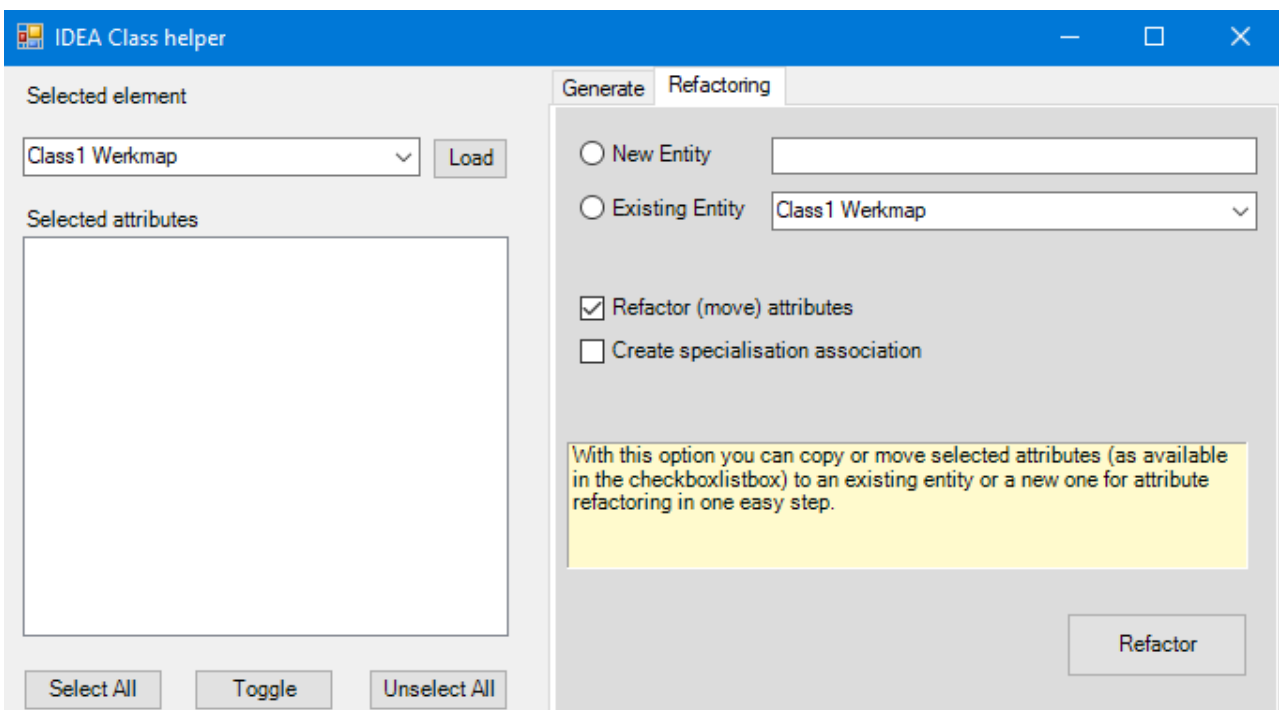 IDEA Class helper
Selected element
Class1 Werkmap
Load
Selected attributes
Select All
Toggle
Unselect All
Generate
Refactoring
New Entity
Existing Entity
Class1 Werkmap
Refactor (move) attributes
Create specialisation association
With this option you can copy or move selected attributes (as available
in the checkboxlistbox) to an existing entity or a new one for attribute
refactoring in one easy step.
Refactor